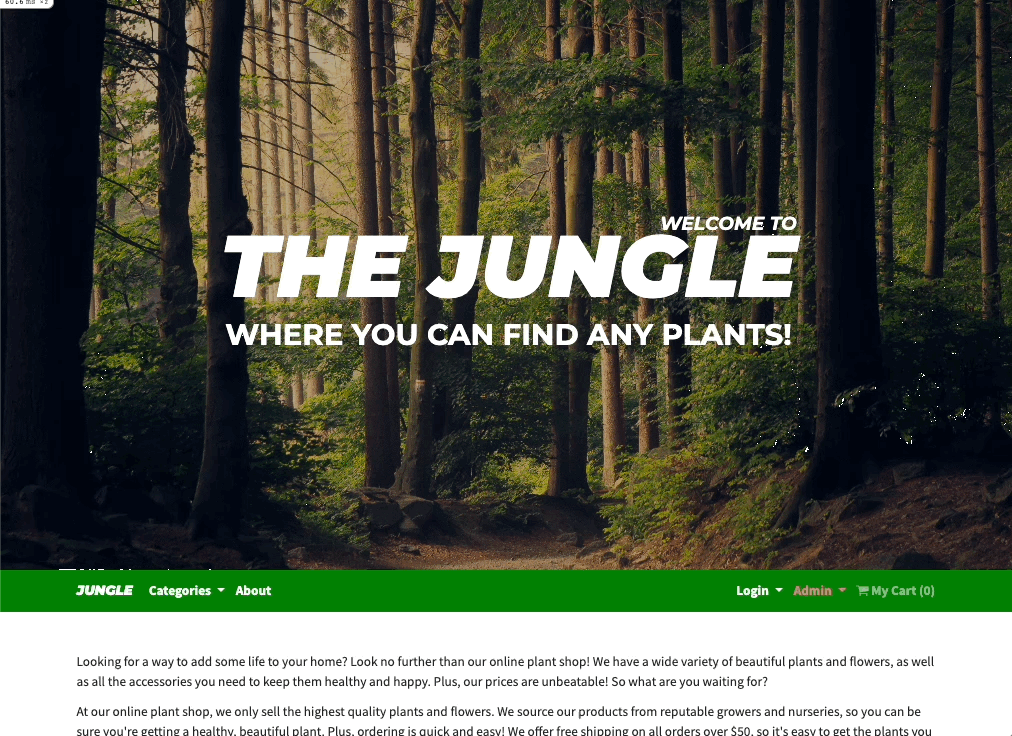 60.6 ms ×2
WELCOME TO
THE JUNGLE
WHERE YOU CAN FIND ANY PLANTS!
JUNGLE Categories About Login Admin My Cart (0)
Looking for a way to add some life to your home? Look no further than our online plant shop! We have a wide variety of beautiful plants and flowers, as well
as all the accessories you need to keep them healthy and happy. Plus, our prices are unbeatable! So what are you waiting for?
At our online plant shop, we only sell the highest quality plants and flowers. We source our products from reputable growers and nurseries, so you can be
sure you're getting a healthy, beautiful plant. Plus, ordering is quick and easy! We offer free shipping on all orders over $50, so it's easy to get the plants you